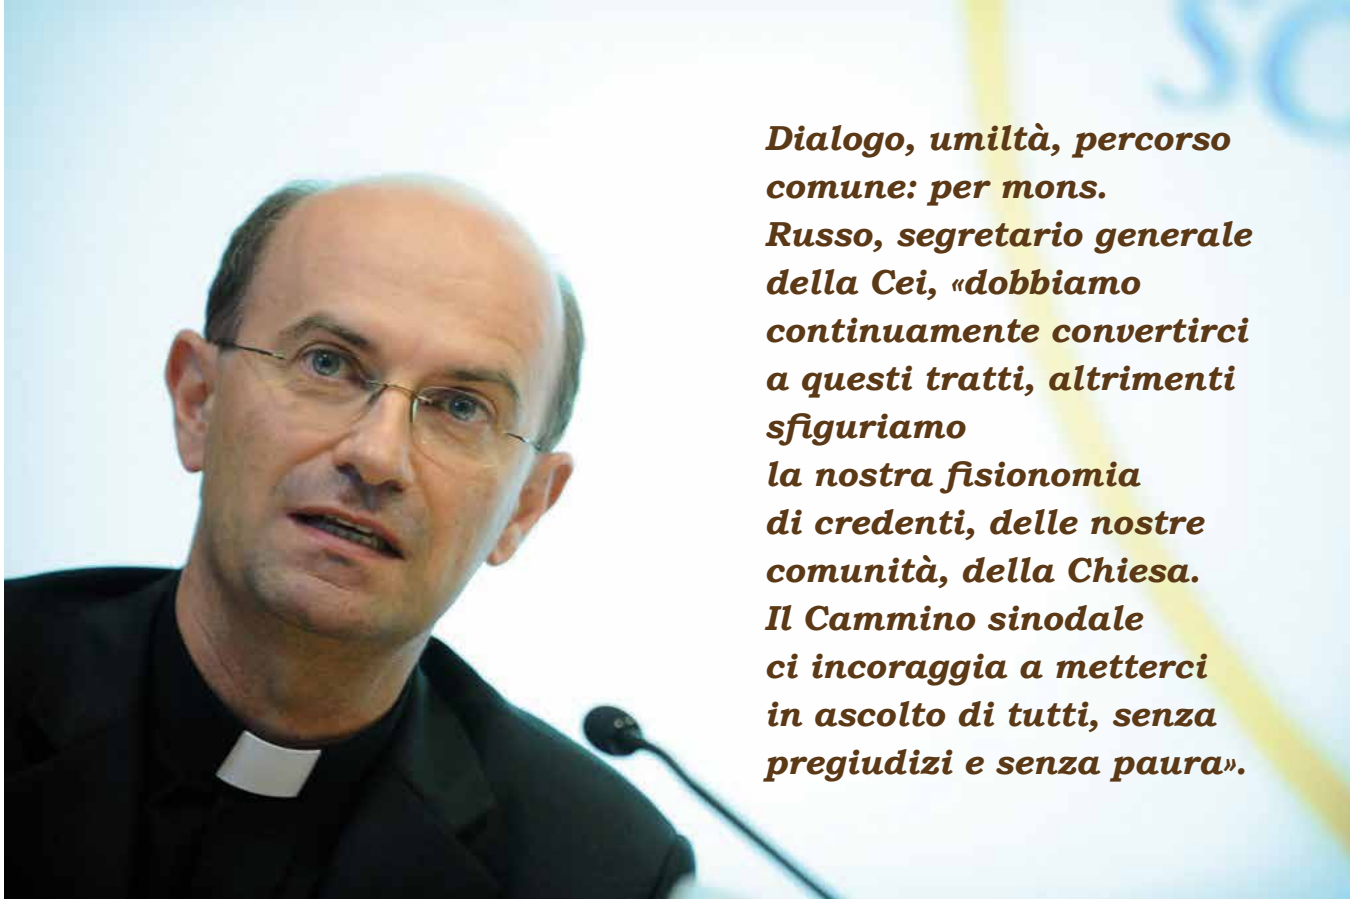 SC
Dialogo, umiltà, percorso
comune: per mons.
Russo, segretario generale
della Cei, «dobbiamo
continuamente convertirci
a questi tratti, altrimenti
sfiguriamo
la nostra fisionomia
di credenti, delle nostre
comunità, della Chiesa.
Il Cammino sinodale
ci incoraggia a metterci
in ascolto di tutti, senza
pregiudizi e senza paura».